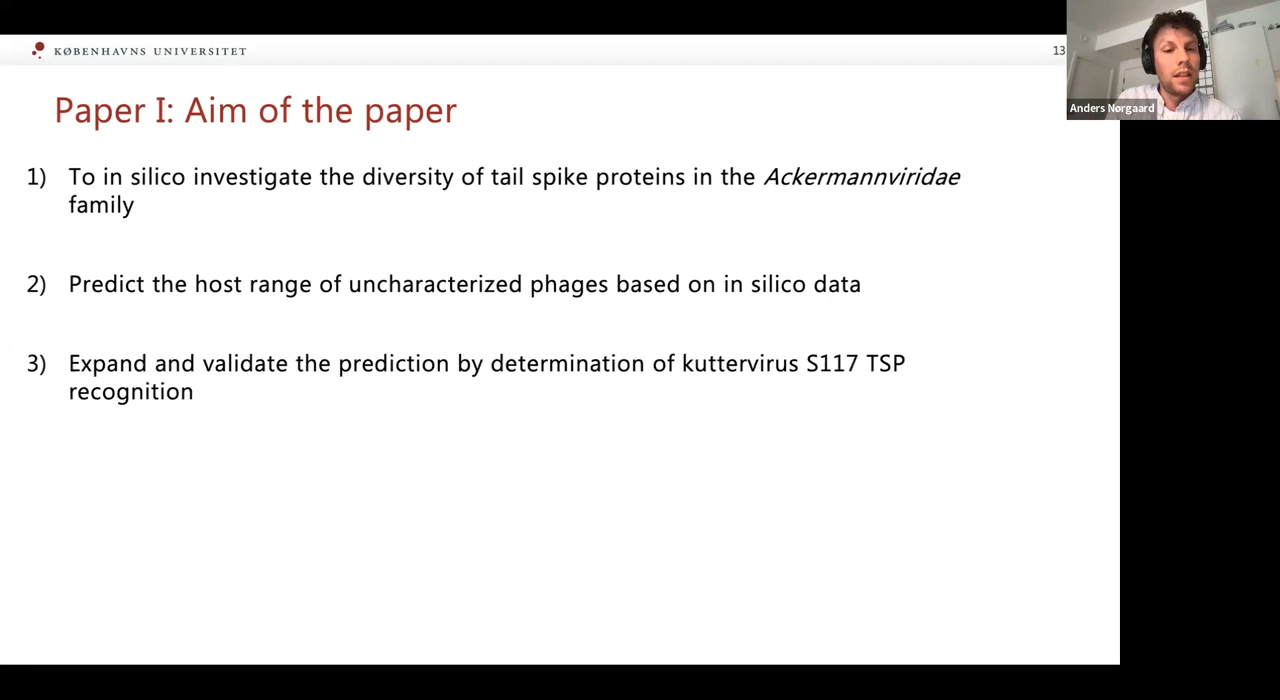 KØBENHAVNS UNIVERSITET
13
Anders Nørgaard
Paper I: Aim of the paper
1) To in silico investigate the diversity of tail spike proteins in the Ackermannviridae
family
2) Predict the host range of uncharacterized phages based on in silico data
3) Expand and validate the prediction by determination of kuttervirus S117 TSP
recognition